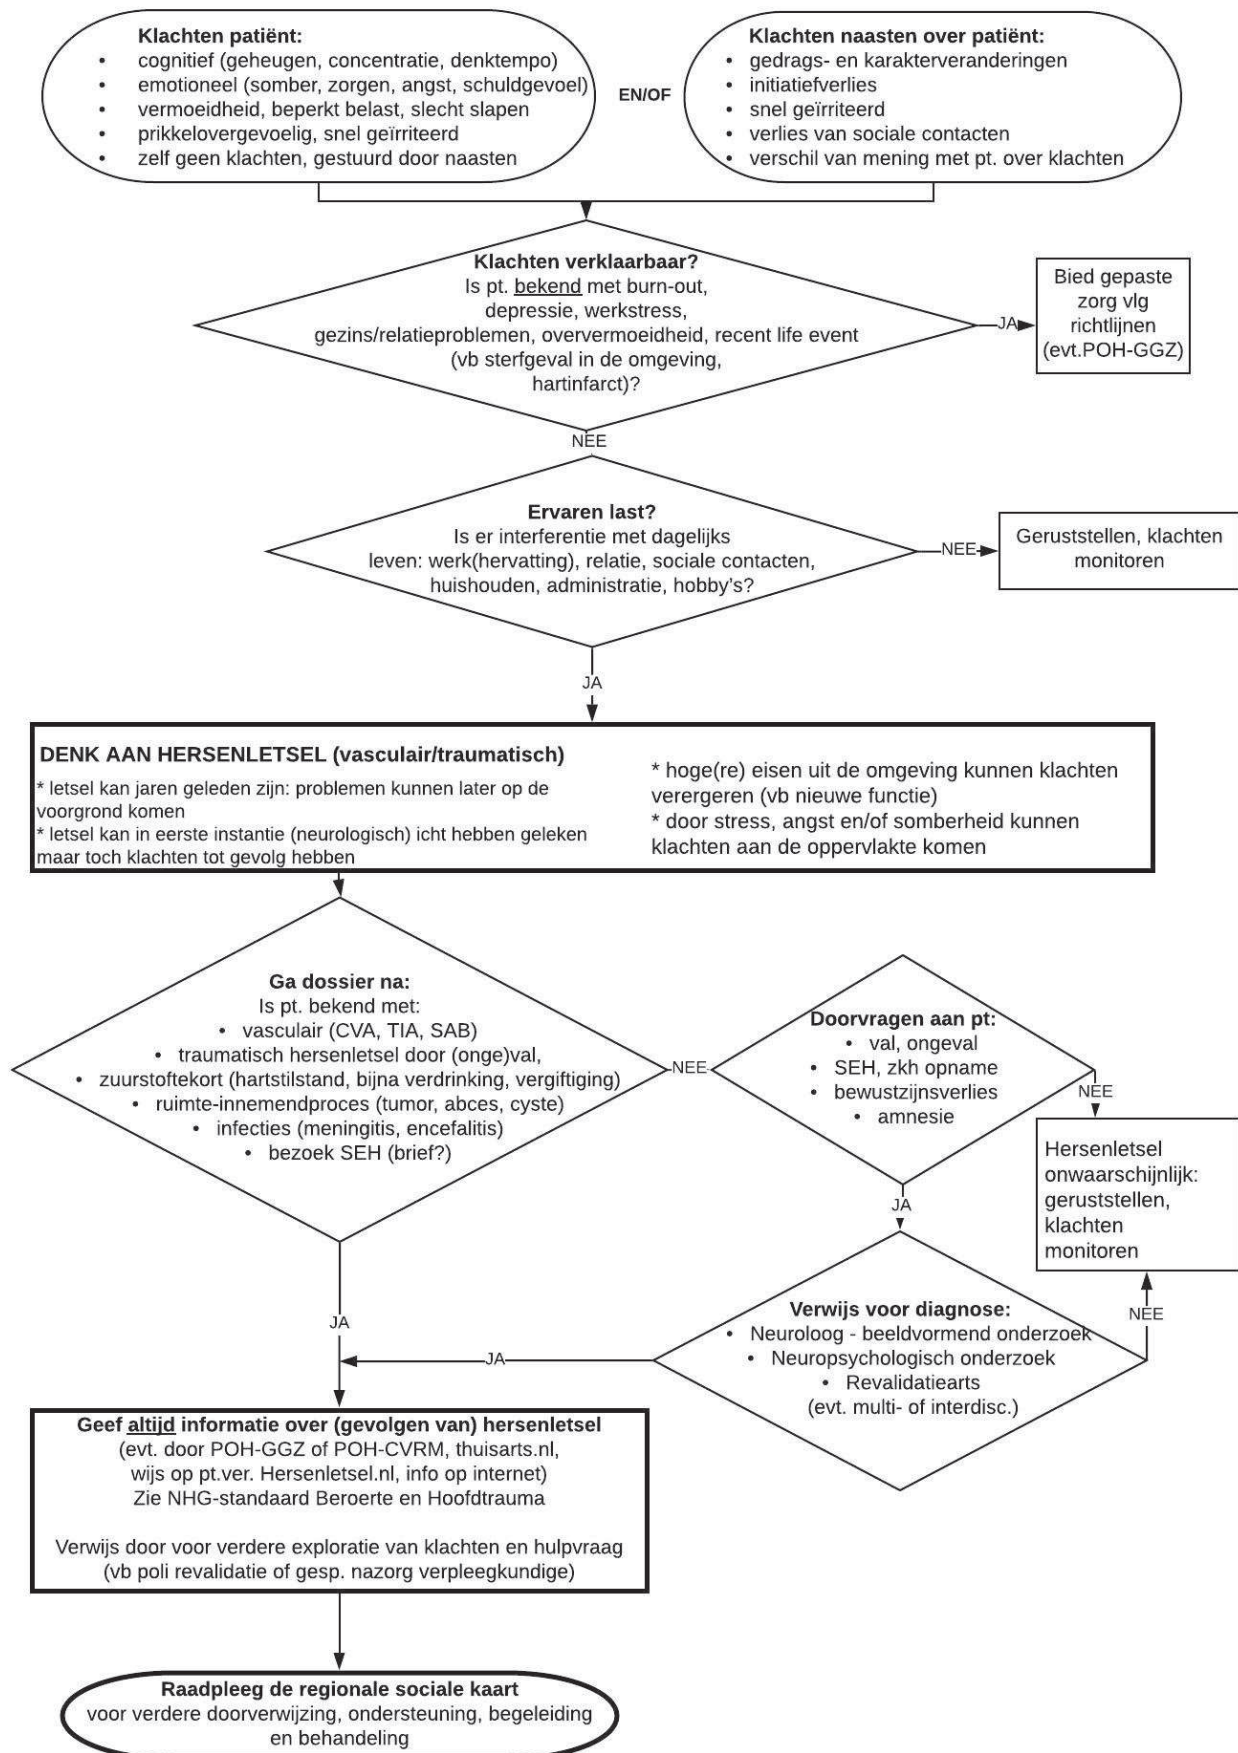 Klachten patiënt:
• cognitief (geheugen, concentratie, denktempo)
• emotioneel (somber, zorgen, angst, schuldgevoel)
• vermoeidheid, beperkt belast, slecht slapen
• prikkelovergevoelig, snel geïrriteerd
• zelf geen klachten, gestuurd door naasten
EN/OF
Klachten naasten over patiënt:
• gedrags- en karakterveranderingen
• initiatiefverlies
• snel geïrriteerd
• verlies van sociale contacten
• verschil van mening met pt. over klachten
Klachten verklaarbaar?
Is pt. bekend met burn-out,
depressie, werkstress,
gezins/relatieproblemen, oververmoeidheid, recent life event
(vb sterfgeval in de omgeving,
hartinfarct)?
JA
Bied gepaste
zorg vlg
richtlijnen
(evt.POH-GGZ)
NEE
Ervaren last?
Is er interferentie met dagelijks
leven: werk(hervatting), relatie, sociale contacten,
huishouden, administratie, hobby's?
NEE
Geruststellen, klachten
monitoren
JA
DENK AAN HERSENLETSEL (vasculair/traumatisch)
* letsel kan jaren geleden zijn: problemen kunnen later op de
voorgrond komen
* letsel kan in eerste instantie (neurologisch) icht hebben geleken
maar toch klachten tot gevolg hebben
* hoge(re) eisen uit de omgeving kunnen klachten
verergeren (vb nieuwe functie)
* door stress, angst en/of somberheid kunnen
klachten aan de oppervlakte komen
Ga dossier na:
Is pt. bekend met:
• vasculair (CVA, TIA, SAB)
• traumatisch hersenletsel door (onge)val,
• zuurstoftekort (hartstilstand, bijna verdrinking, vergiftiging)
• ruimte-innemendproces (tumor, abces, cyste)
• infecties (meningitis, encefalitis)
• bezoek SEH (brief?)
NEE
Doorvragen aan pt:
• val, ongeval
• SEH, zkh opname
• bewustzijnsverlies
• amnesie
NEE
Hersenletsel
onwaarschijnlijk:
geruststellen,
klachten
monitoren
JA
Verwijs voor diagnose:
• Neuroloog - beeldvormend onderzoek
• Neuropsychologisch onderzoek
• Revalidatiearts
(evt. multi- of interdisc.)
NEE
JA
JA
Geef altijd informatie over (gevolgen van) hersenletsel
(evt. door POH-GGZ of POH-CVRM, thuisarts.nl,
wijs op pt.ver. Hersenletsel.nl, info op internet)
Zie NHG-standaard Beroerte en Hoofdtrauma
Verwijs door voor verdere exploratie van klachten en hulpvraag
(vb poli revalidatie of gesp. nazorg verpleegkundige)
Raadpleeg de regionale sociale kaart
voor verdere doorverwijzing, ondersteuning, begeleiding
en behandeling